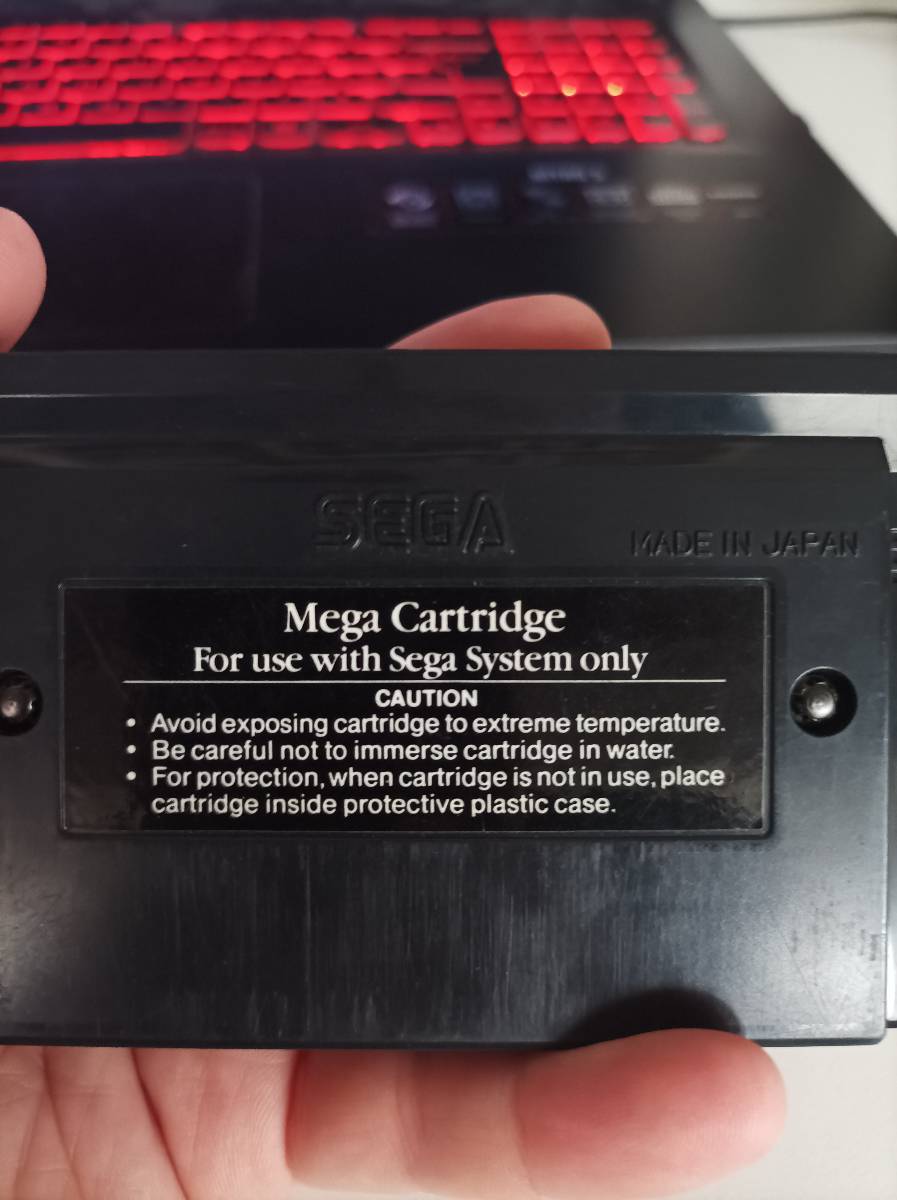 SEGA
MADE IN JAPAN
Mega Cartridge
For use with Sega System only
CAUTION
• Avoid exposing cartridge to extreme temperature.
• Be careful not to immerse cartridge in water.
• For protection, when cartridge is not in use, place
cartridge inside protective plastic case.